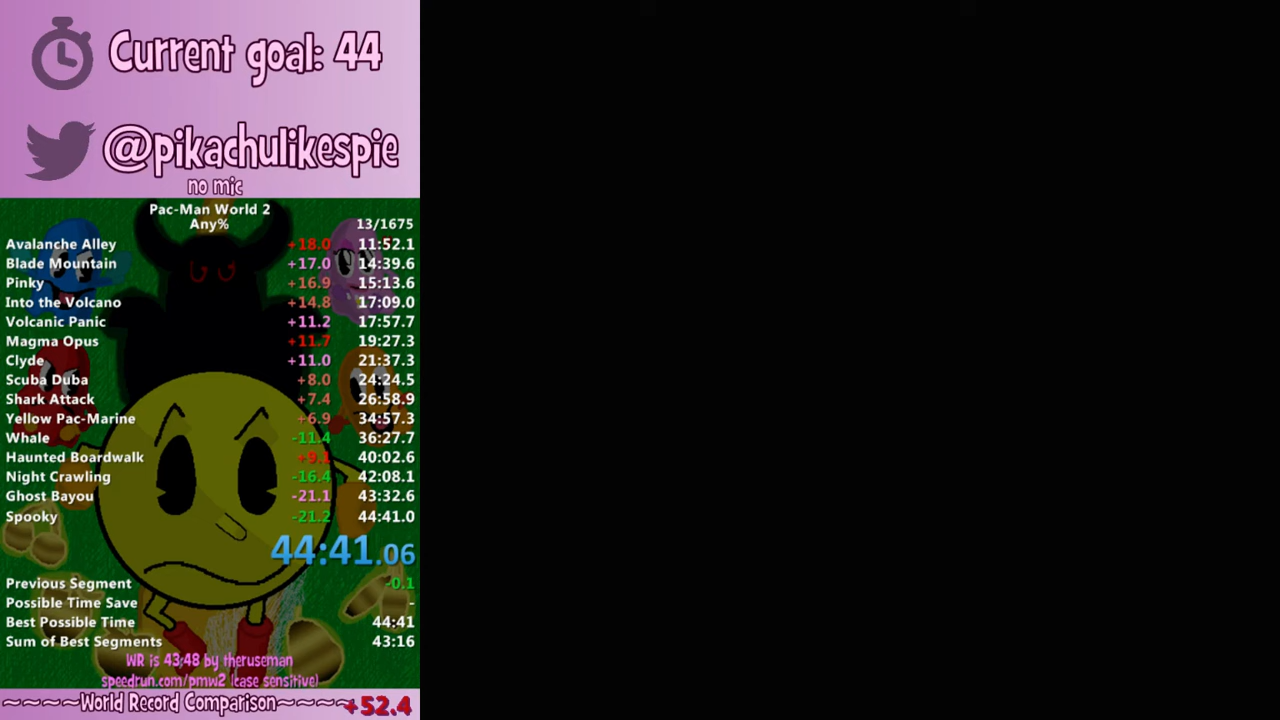 Current goal: 44
@pikachulikespie
no mic
Pac-Man World 2
Any% 13/1675
Avalanche Alley +18.0 11:52.1
Blade Mountain +17.0 14:39.6
Pinky +16.9 15:13.6
Into the Volcano +14.8 17:09.0
Volcanic Panic +11.2 17:57.7
Magma Opus +11.7 19:27.3
Clyde +11.0 21:37.3
Scuba Duba +8.0 24:24.5
Shark Attack +7.4 26:58.9
Yellow Pac-Marine +6.9 34:57.3
Whale -11.4 36:27.7
Haunted Boardwalk +9.1 40:02.6
Night Crawling -16.4 42:08.1
Ghost Bayou -21.1 43:32.6
Spooky -21.2 44:41.0
44:41.06
Previous Segment -0.1
Possible Time Save -
Best Possible Time 44:41
Sum of Best Segments 43:16
WR is 43:48 by theruseman
speedrun.com/pmw2 (case sensitive)
~~~~World Record Comparison~~~~ +52.4